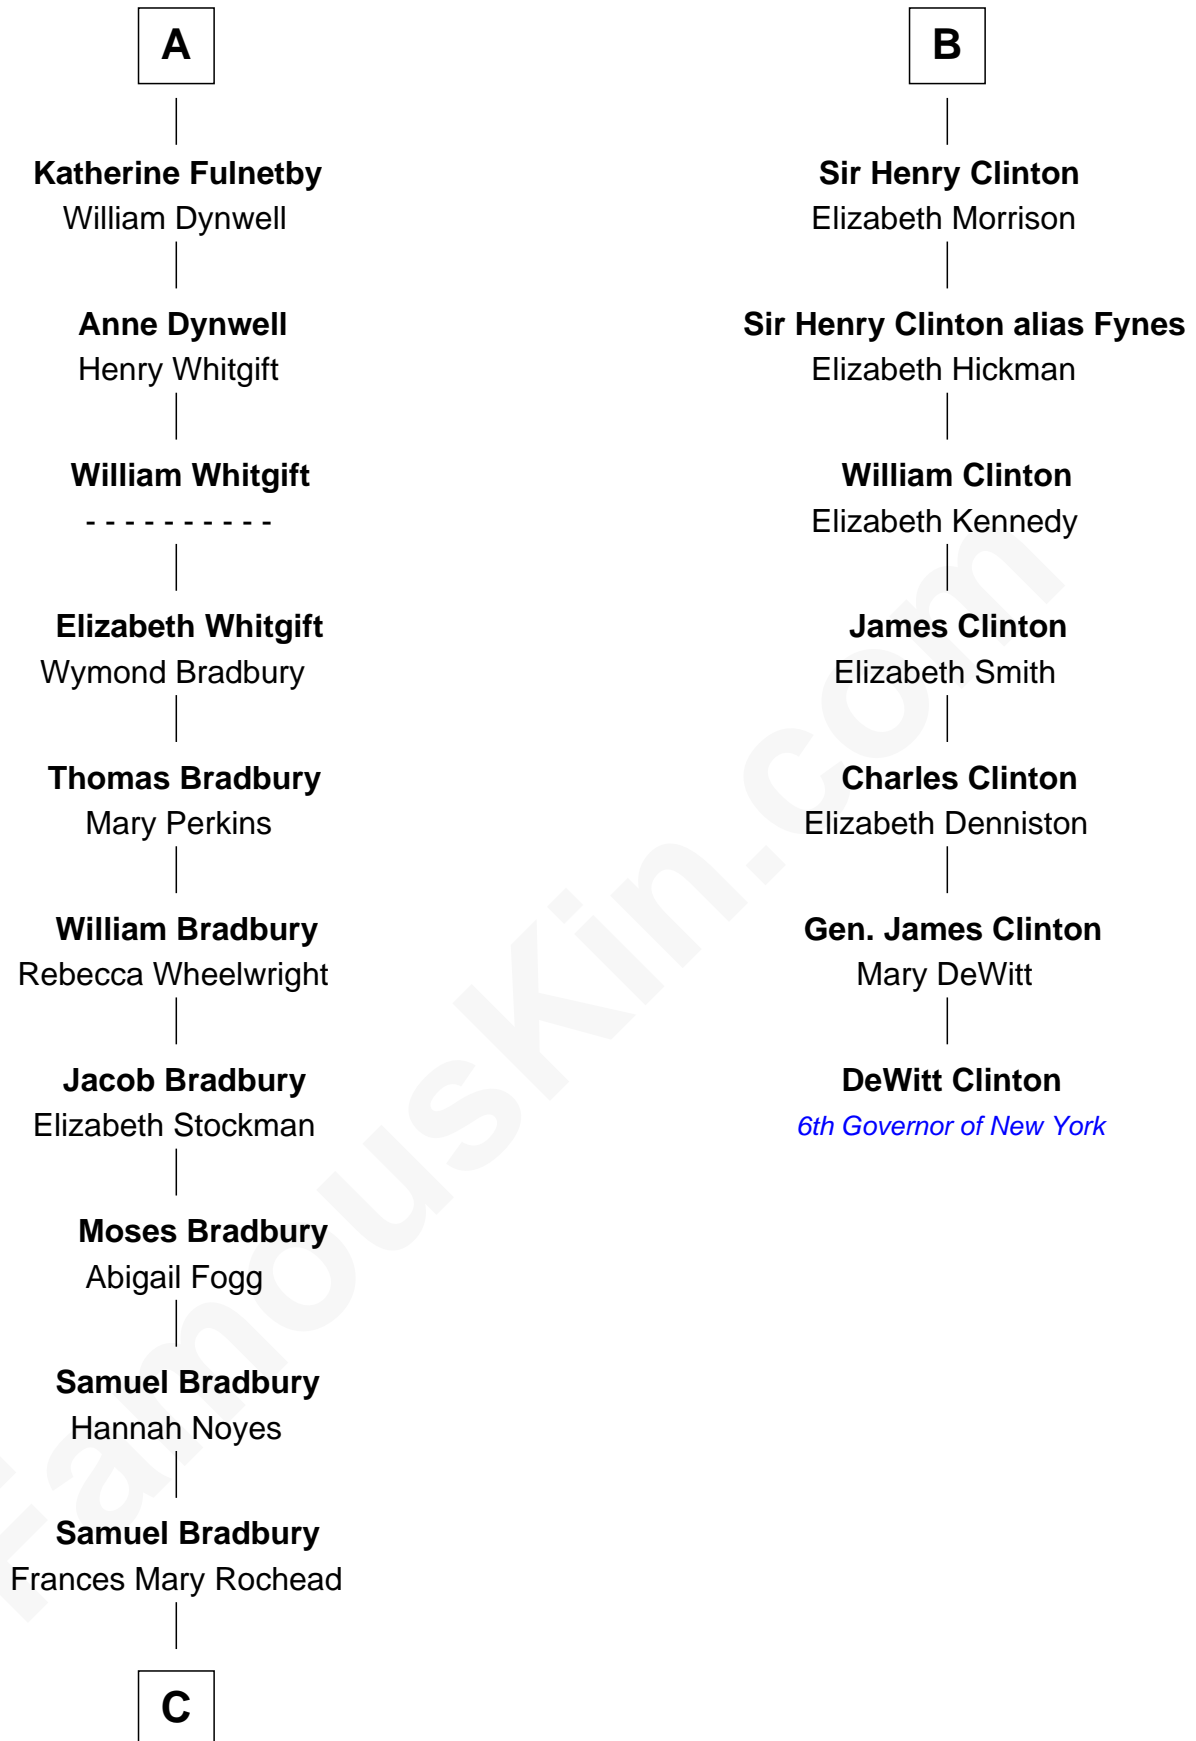 A
Katherine Fulnetby
William Dynwell
Anne Dynwell
Henry Whitgift
William Whitgift
- - - - - - - - - -
Elizabeth Whitgift
Wymond Bradbury
Thomas Bradbury
Mary Perkins
William Bradbury
Rebecca Wheelwright
Jacob Bradbury
Elizabeth Stockman
Moses Bradbury
Abigail Fogg
Samuel Bradbury
Hannah Noyes
Samuel Bradbury
Frances Mary Rochead
C
B
Sir Henry Clinton
Elizabeth Morrison
Sir Henry Clinton alias Fynes
Elizabeth Hickman
William Clinton
Elizabeth Kennedy
James Clinton
Elizabeth Smith
Charles Clinton
Elizabeth Denniston
Gen. James Clinton
Mary DeWitt
DeWitt Clinton
6th Governor of New York
FamousKin.com